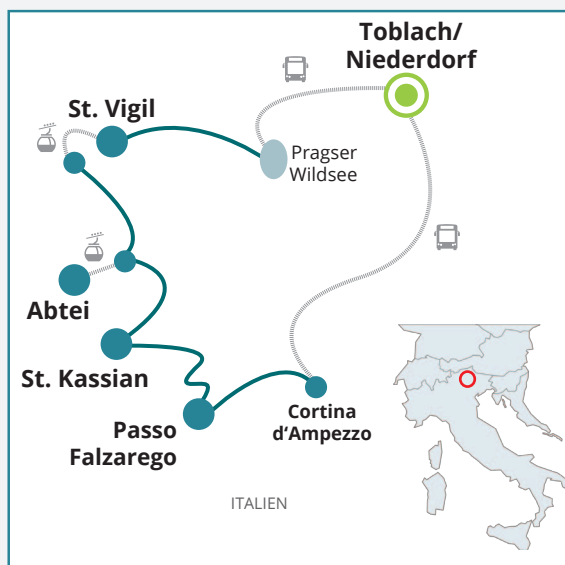 Toblach/
Niederdorf
St. Vigil
Pragser
Wildsee
Abtei
St. Kassian
Passo
Falzarego
Cortina
d‘Ampezzo
ITALIEN